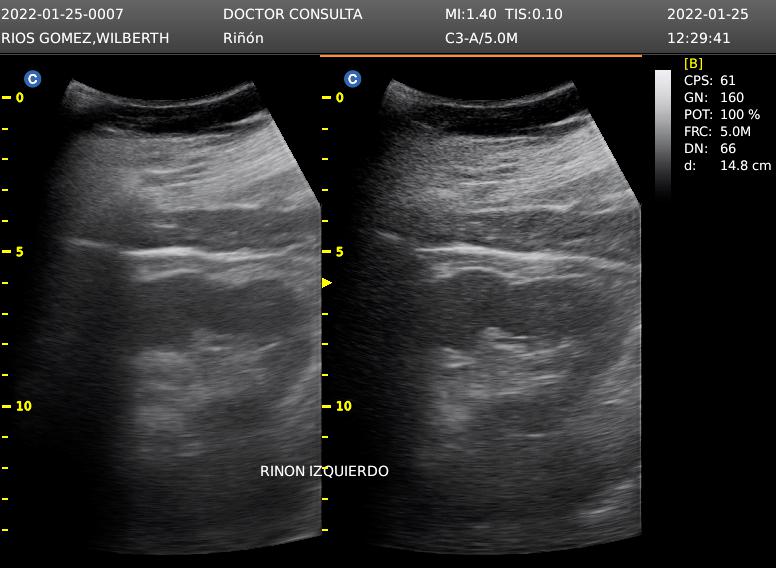 2022-01-25-0007 DOCTOR CONSULTA MI:1.40 TIS:0.10 2022-01-25
RIOS GOMEZ,WILBERTH Riñón C3-A/5.0M 12:29:41
C C
[B]
CPS: 61
GN: 160
POT: 100 %
FRC: 5.0M
DN: 66
d: 14.8 cm
0 0
5 5
10 10
RINON IZQUIERDO